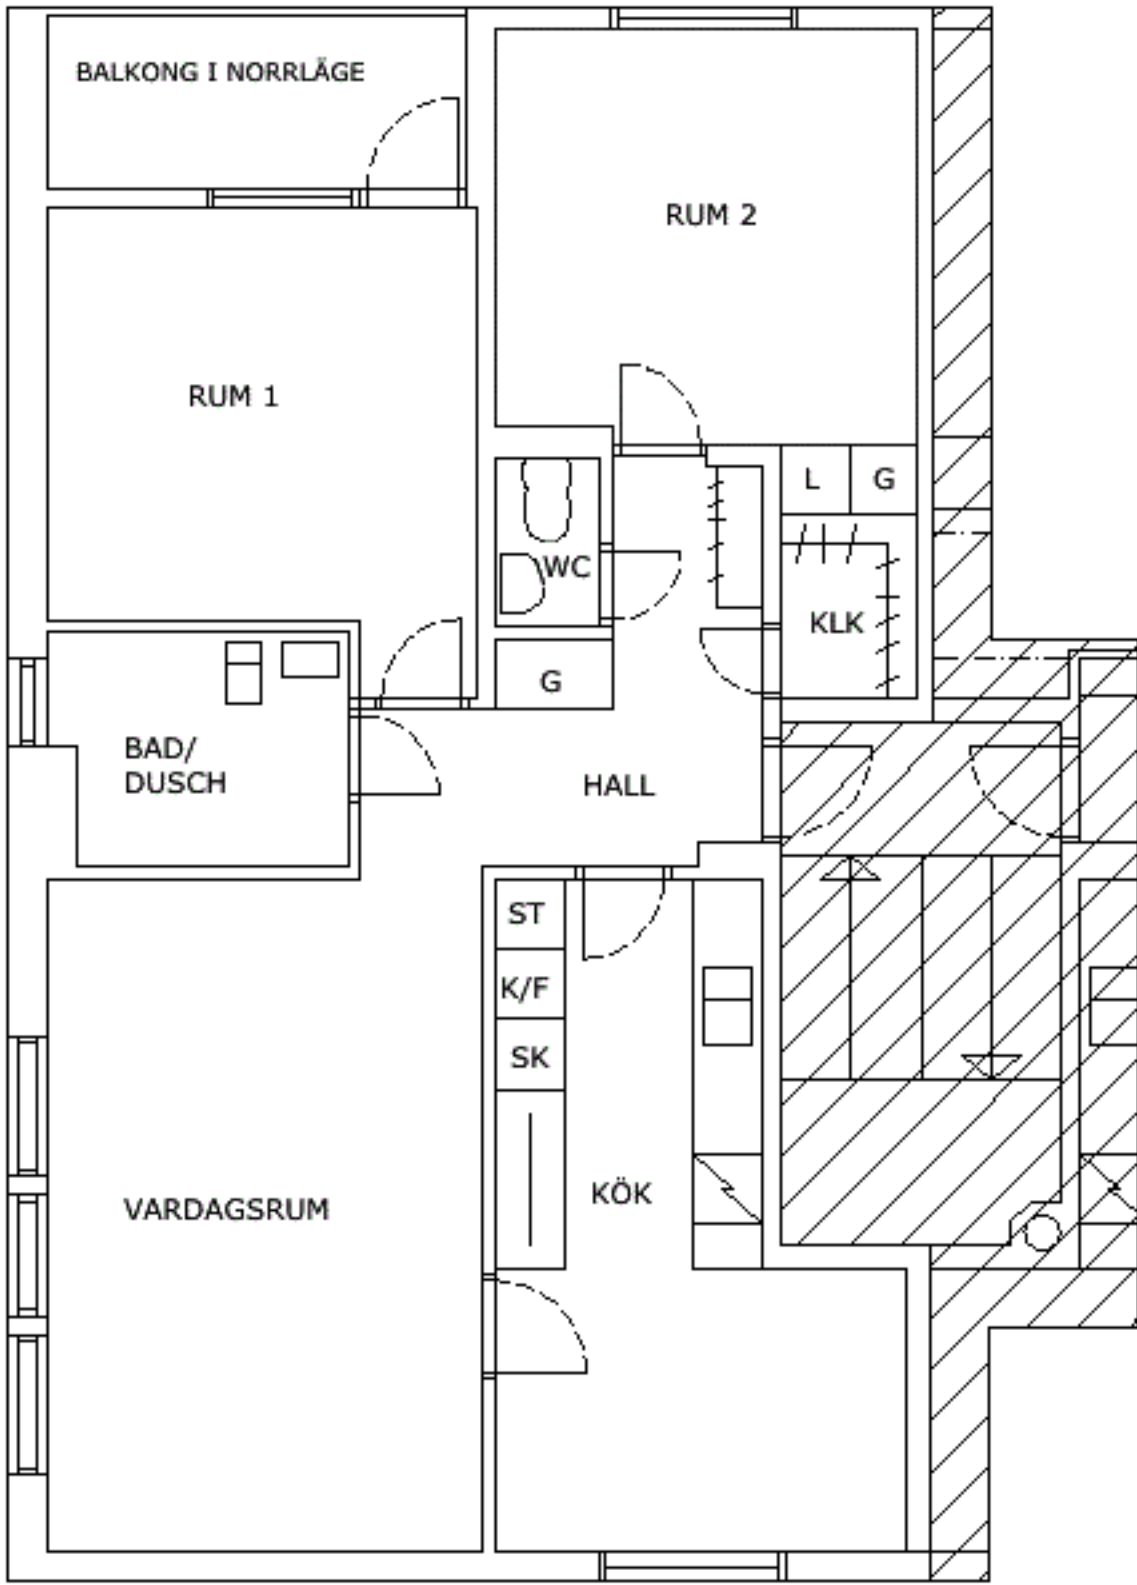 BALKONG I NORRLÄGE
RUM 2
RUM 1
L
G
WC
KLK
G
BAD/
DUSCH
HALL
ST
K/F
SK
KÖK
VARDAGSRUM